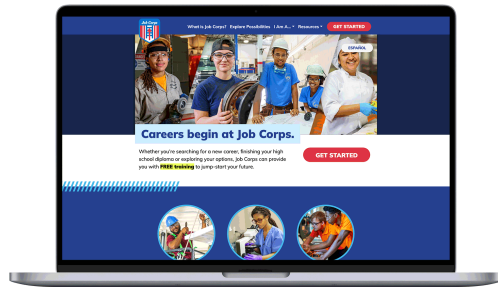 Job Corps
What is Job Corps? Explore Possibilities I Am A... Resources GET STARTED
ESPAÑOL
Careers begin at Job Corps.
Whether you're searching for a new career, finishing your high
school diploma or exploring your options, Job Corps can provide
you with FREE training to jump-start your future.
GET STARTED